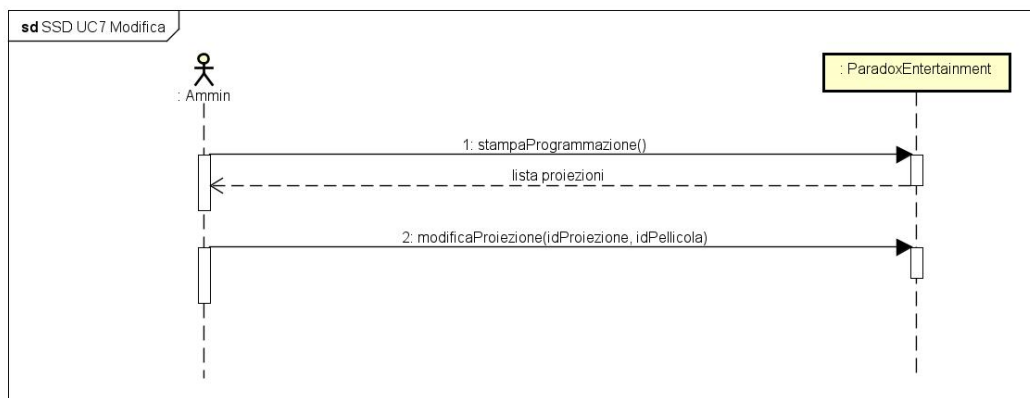 sd SSD UC7 Modifica
: Ammin
: ParadoxEntertainment
1: stampaProgrammazione()
lista proiezioni
2: modificaProiezione(idProiezione, idPellicola)